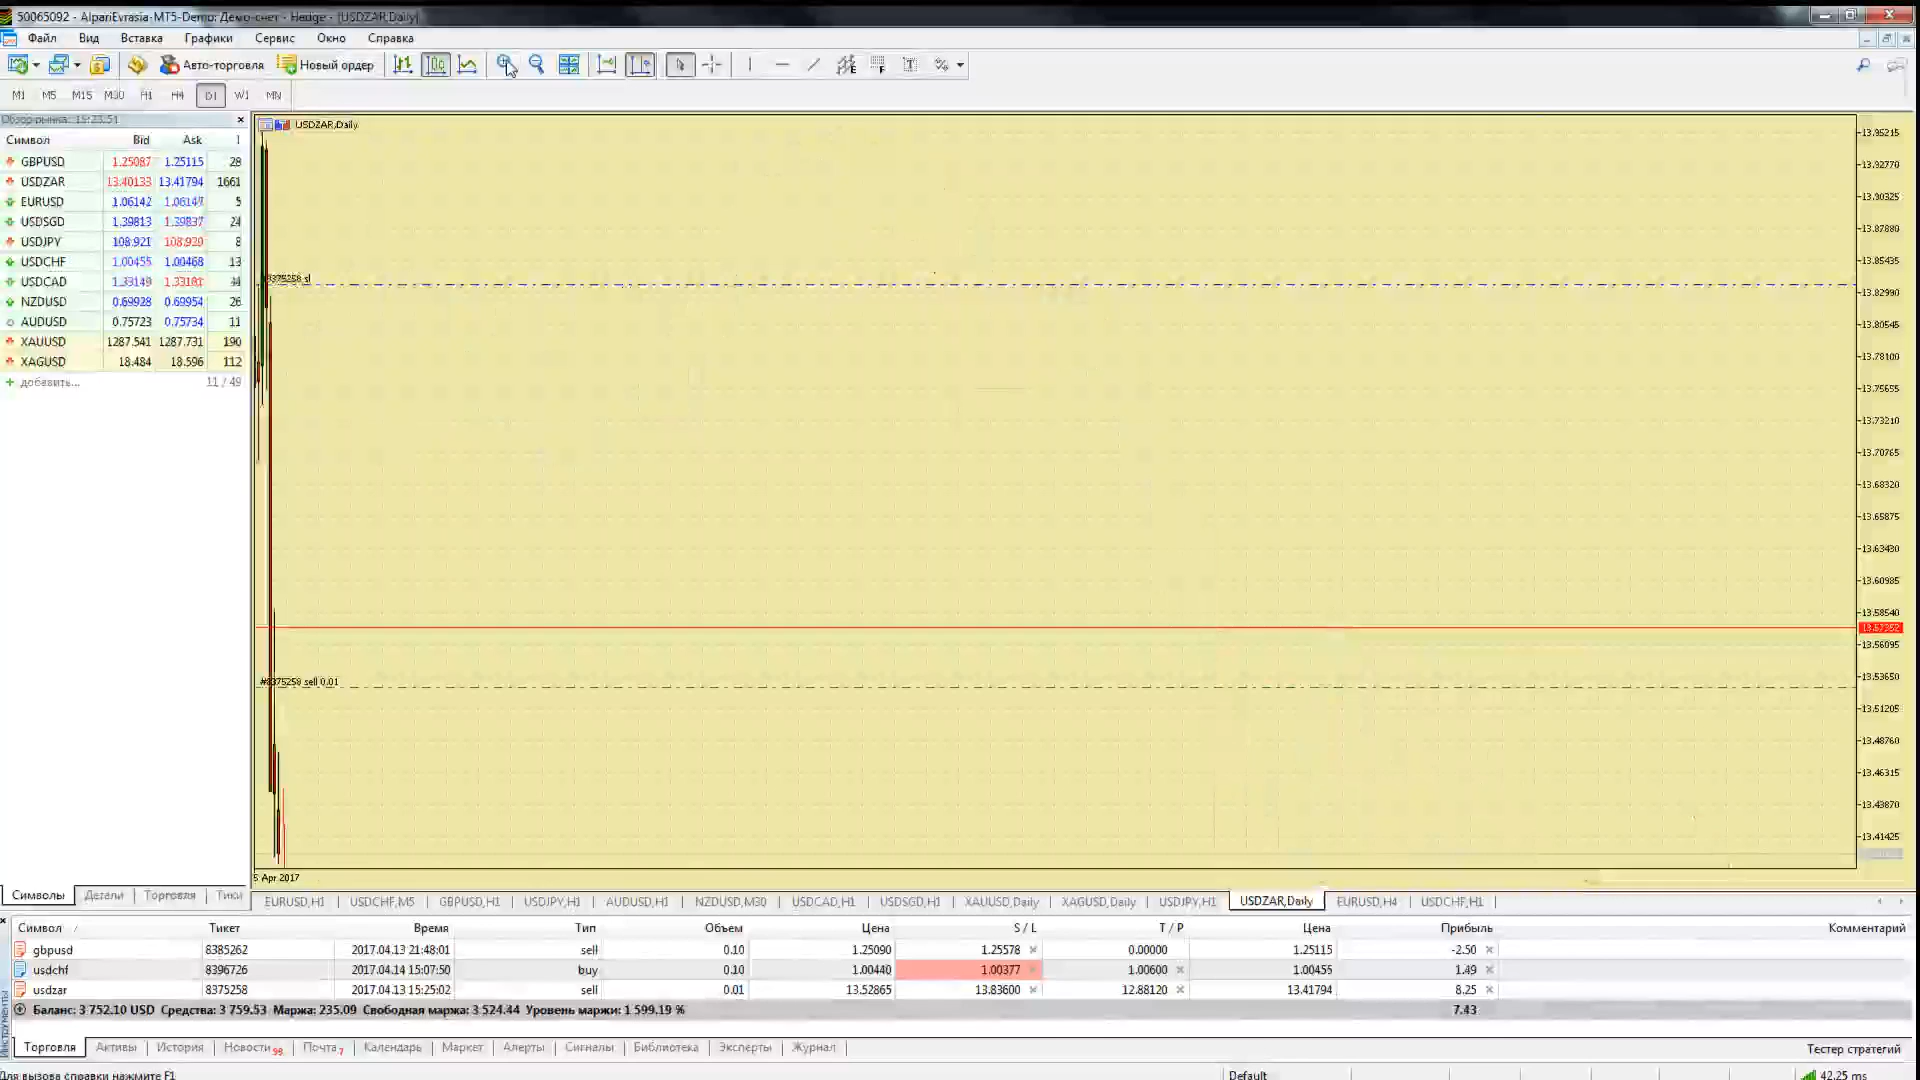 50065092 - AlpariEvrasia-MT5-Demo: Демо-счет - Hedge - [USDZAR,Daily]
Файл Вид Вставка Графики Сервис Окно Справка
Авто-торговля Новый ордер
M1 M5 M15 M30 H1 H4 D1 W1 MN
Символ Bid Ask !
GBPUSD 1.25087 1.25115 28
USDZAR 13.40133 13.41794 1661
EURUSD 1.06142 1.06147 5
USDSGD 1.39813 1.39837 24
USDJPY 108.921 108.929 8
USDCHF 1.00455 1.00468 13
USDCAD 1.33149
NZDUSD 0.69928 0.69954 26
AUDUSD 0.75723 0.75734 11
XAUUSD 1287.541 1287.731 190
XAGUSD 18.484 18.596 112
+ добавить... 11 / 49
Символы Детали Торговля Тики
USDZAR,Daily
#8375258 sell 0.01
13.95215
13.92770
13.90325
13.87880
13.85435
13.82990
13.80545
13.78100
13.75655
13.73210
13.70765
13.68320
13.65875
13.63430
13.60985
13.58540
13.56095
13.53650
13.51205
13.48760
13.46315
13.43870
13.41425
5 Apr 2017
EURUSD,H1 USDCHF,M5 GBPUSD,H1 USDJPY,H1 AUDUSD,H1 NZDUSD,M30 USDCAD,H1 USDSGD,H1 XAUUSD,Daily XAGUSD,Daily USDJPY,H1 USDZAR,Daily EURUSD,H4 USDCHF,H1
Символ Тикет Время Тип Объем Цена S / L T / P Цена Прибыль Комментарий
gbpusd 8385262 2017.04.13 21:48:01 sell 0.10 1.25090 1.25578 0.00000 1.25115 -2.50
usdchf 8396726 2017.04.14 15:07:50 buy 0.10 1.00440 1.00377 1.00600 1.00455 1.49
usdzar 8375258 2017.04.13 15:25:02 sell 0.01 13.52865 13.83600 12.88120 13.41794 8.25
Баланс: 3 752.10 USD Средства: 3 759.53 Маржа: 235.09 Свободная маржа: 3 524.44 Уровень маржи: 1 599.19 % 7.43
Инструменты
Торговля Активы История Новости 99 Почта 7 Календарь Маркет Алерты Сигналы Библиотека Эксперты Журнал Тестер стратегий
Для вызова справки нажмите F1 Default 42.25 ms